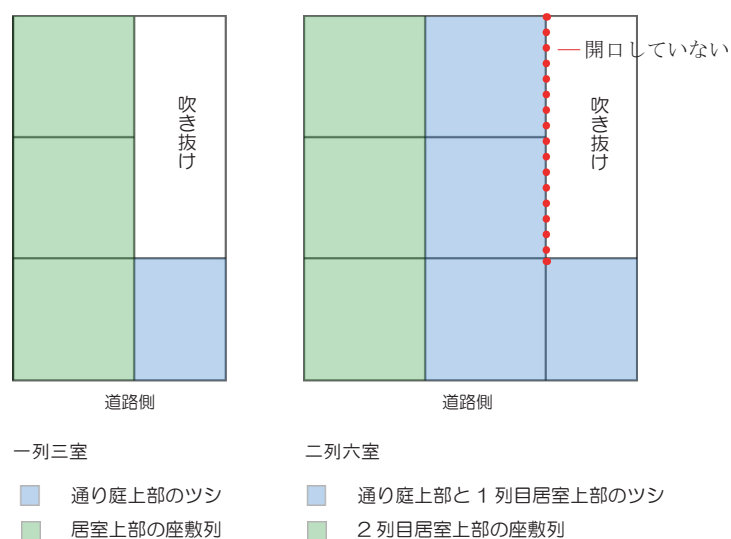 開口していない
吹き抜け
吹き抜け
道路側
道路側
一列三室
通り庭上部のツシ
居室上部の座敷列
二列六室
通り庭上部と1列目居室上部のツシ
2列目居室上部の座敷列